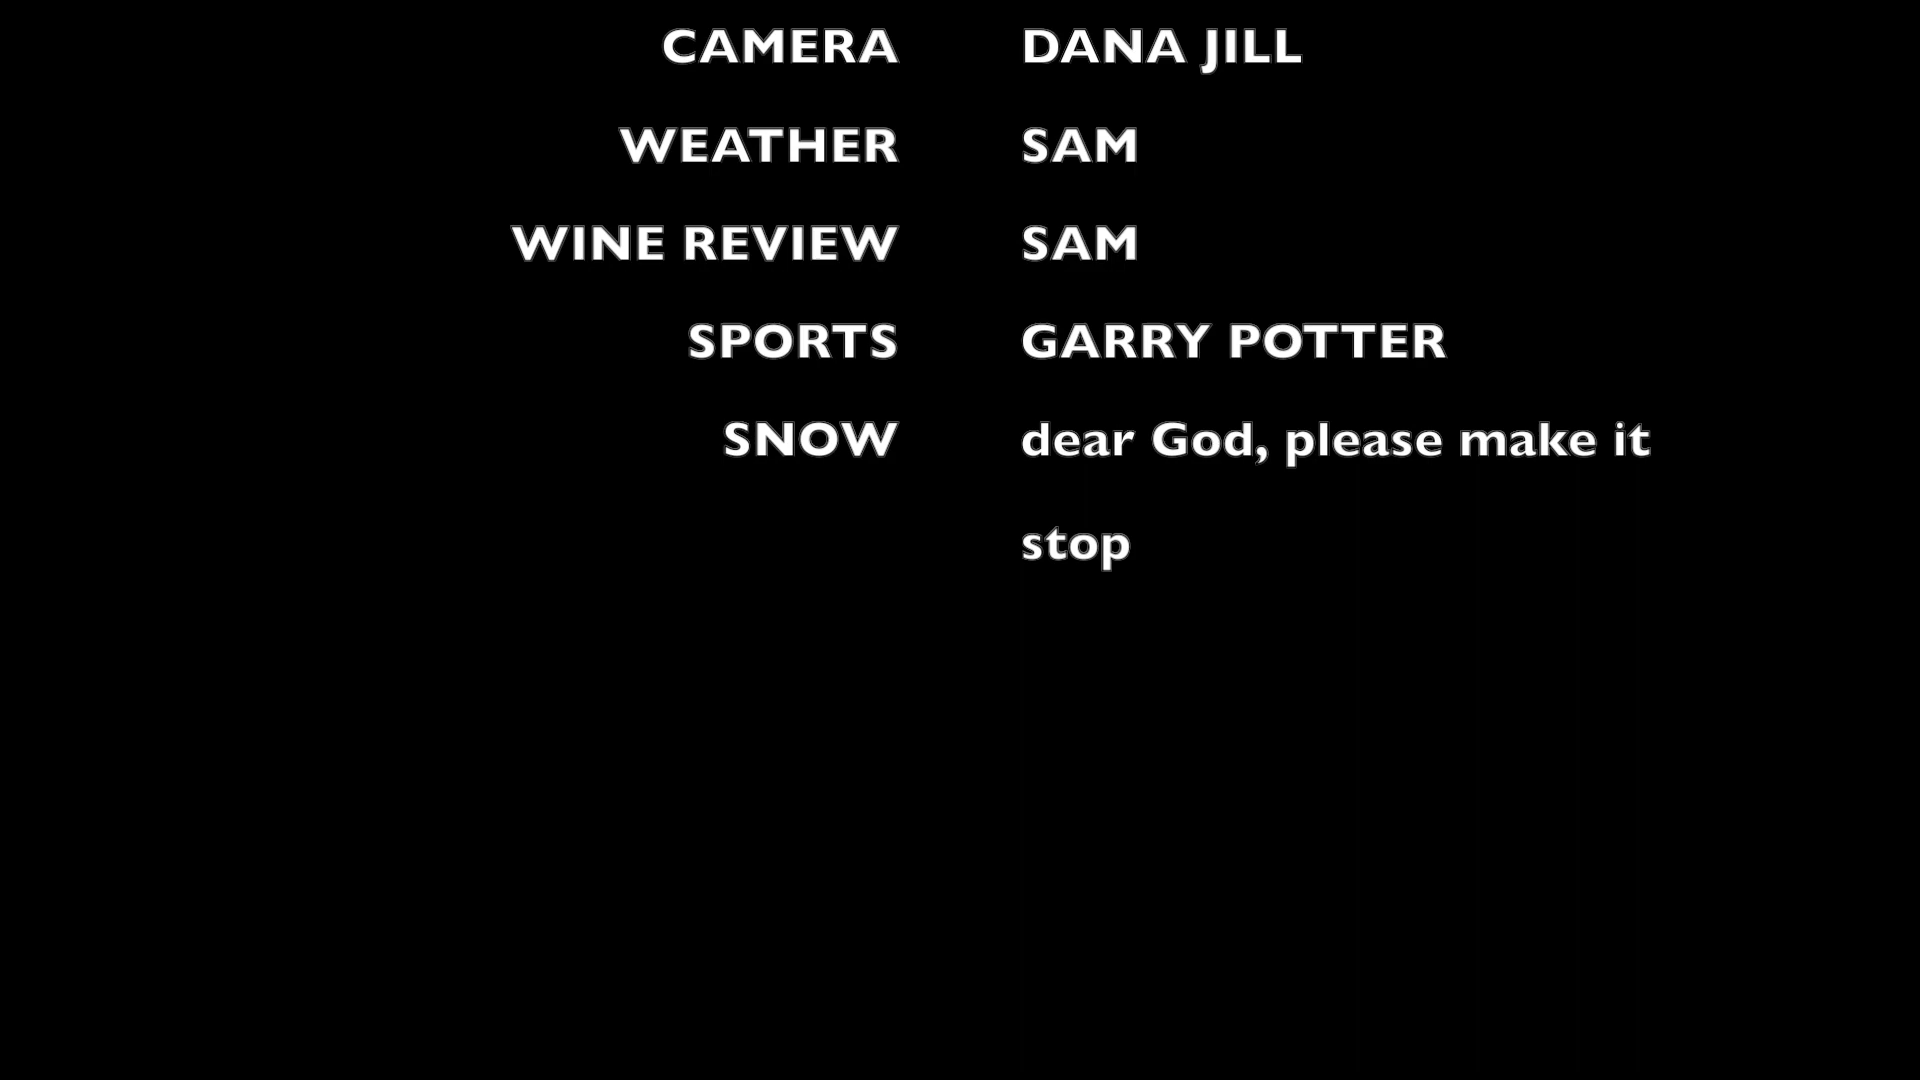 CAMERA DANA JILL
WEATHER SAM
WINE REVIEW SAM
SPORTS GARRY POTTER
SNOW dear God, please make it
stop